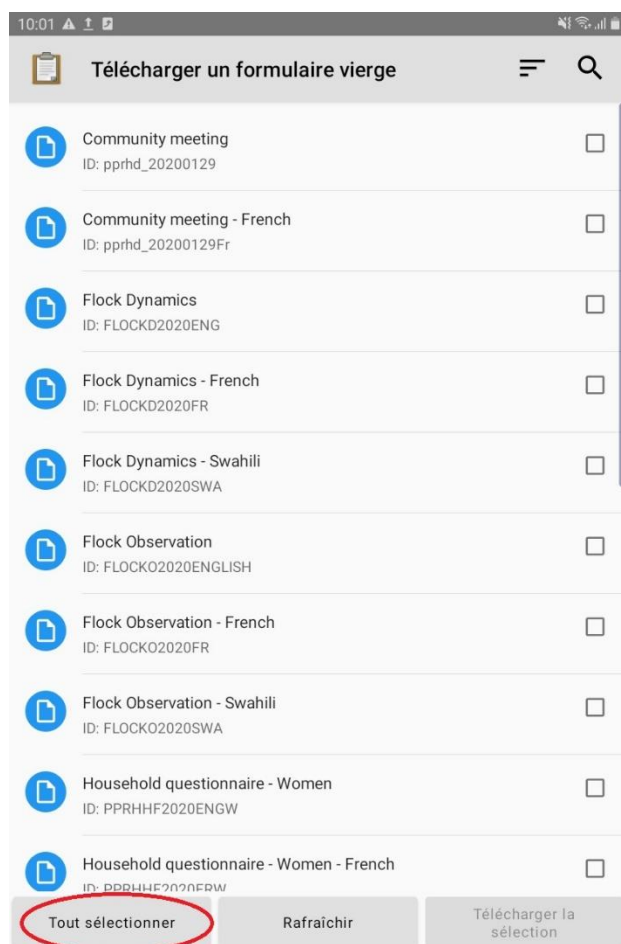 10:01
Télécharger un formulaire vierge
Community meeting
ID: pprhd_20200129
Community meeting - French
ID: pprhd_20200129Fr
Flock Dynamics
ID: FLOCKD2020ENG
Flock Dynamics - French
ID: FLOCKD2020FR
Flock Dynamics - Swahili
ID: FLOCKD2020SWA
Flock Observation
ID: FLOCKO2020ENGLISH
Flock Observation - French
ID: FLOCKO2020FR
Flock Observation - Swahili
ID: FLOCKO2020SWA
Household questionnaire - Women
ID: PPRHHF2020ENGW
Household questionnaire - Women - French
ID: PPRHHF2020FRW
Tout sélectionner
Rafraîchir
Télécharger la
sélection